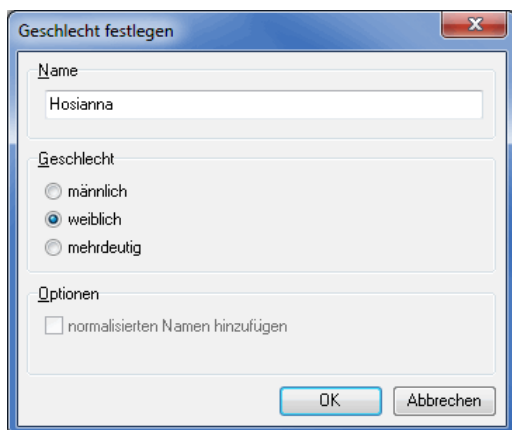 Geschlecht festlegen
Name
Hosianna
Geschlecht
männlich
weiblich
mehrdeutig
Optionen
normalisierten Namen hinzufügen
OK Abbrechen